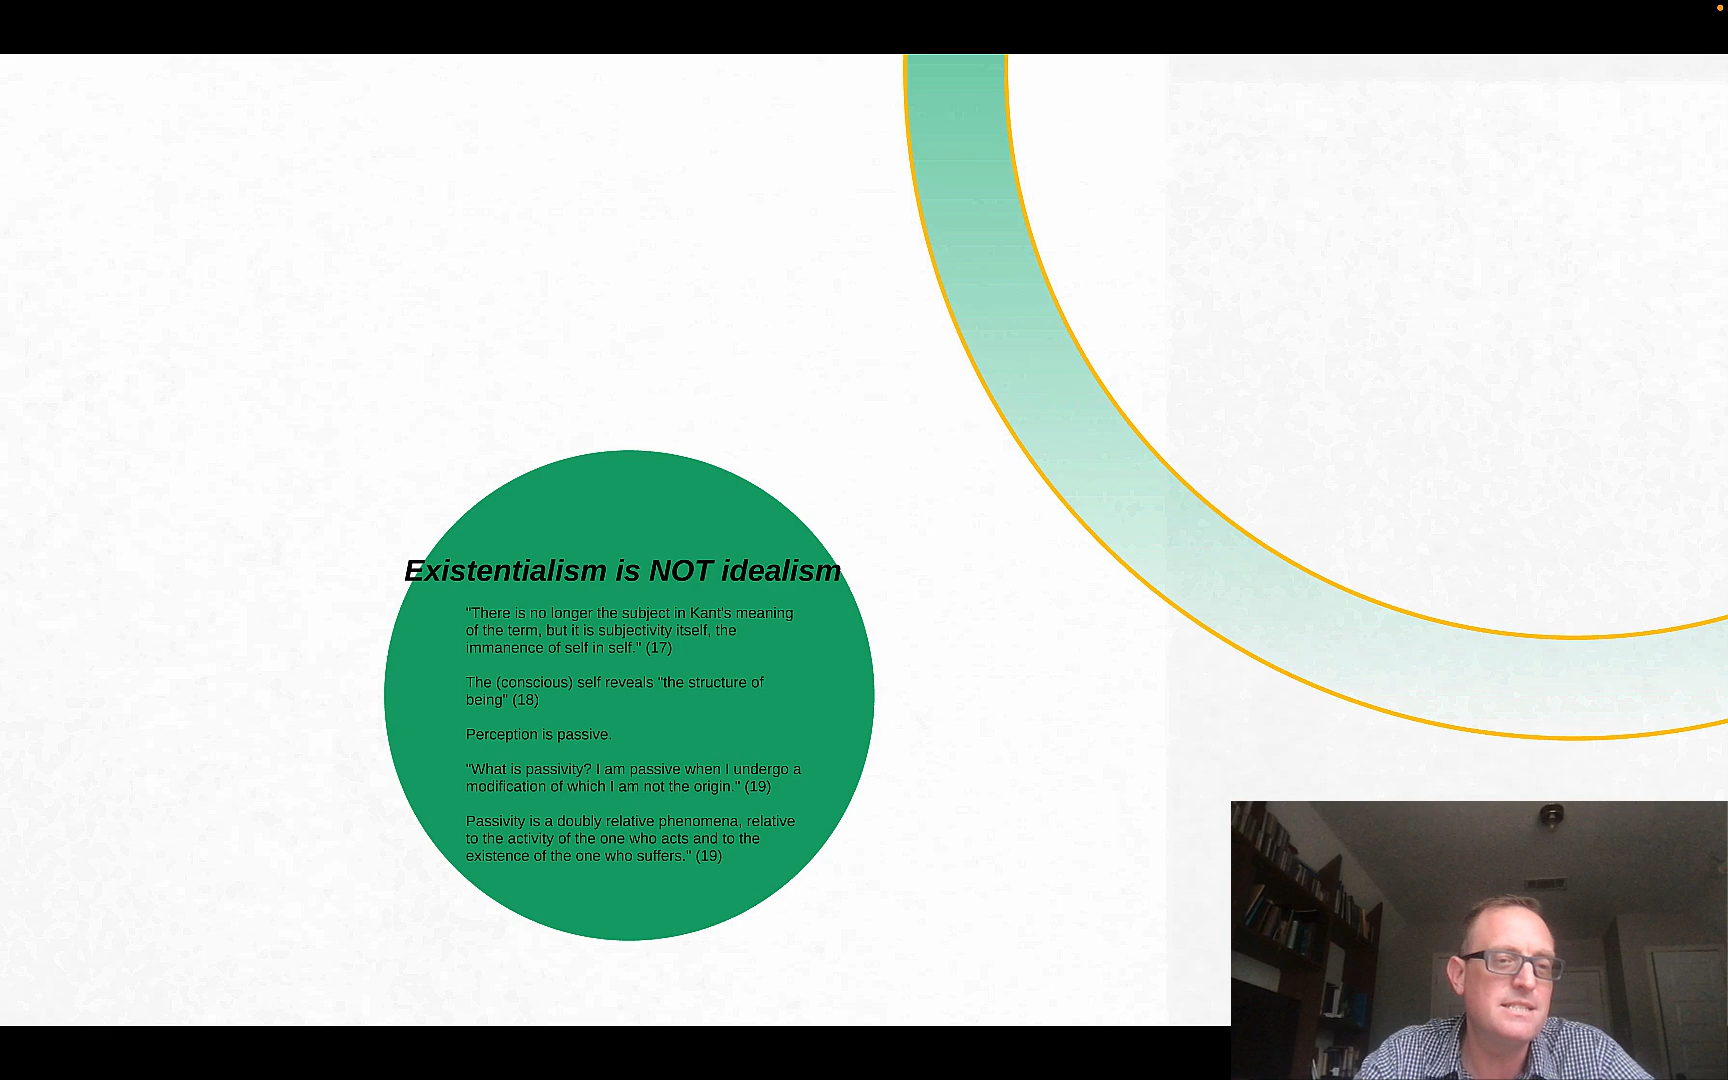 Existentialism is NOT idealism
"There is no longer the subject in Kant's meaning
of the term, but it is subjectivity itself, the
immanence of self in self." (17)
The (conscious) self reveals "the structure of
being" (18)
Perception is passive.
"What is passivity? I am passive when I undergo a
modification of which I am not the origin." (19)
Passivity is a doubly relative phenomena, relative
to the activity of the one who acts and to the
existence of the one who suffers." (19)